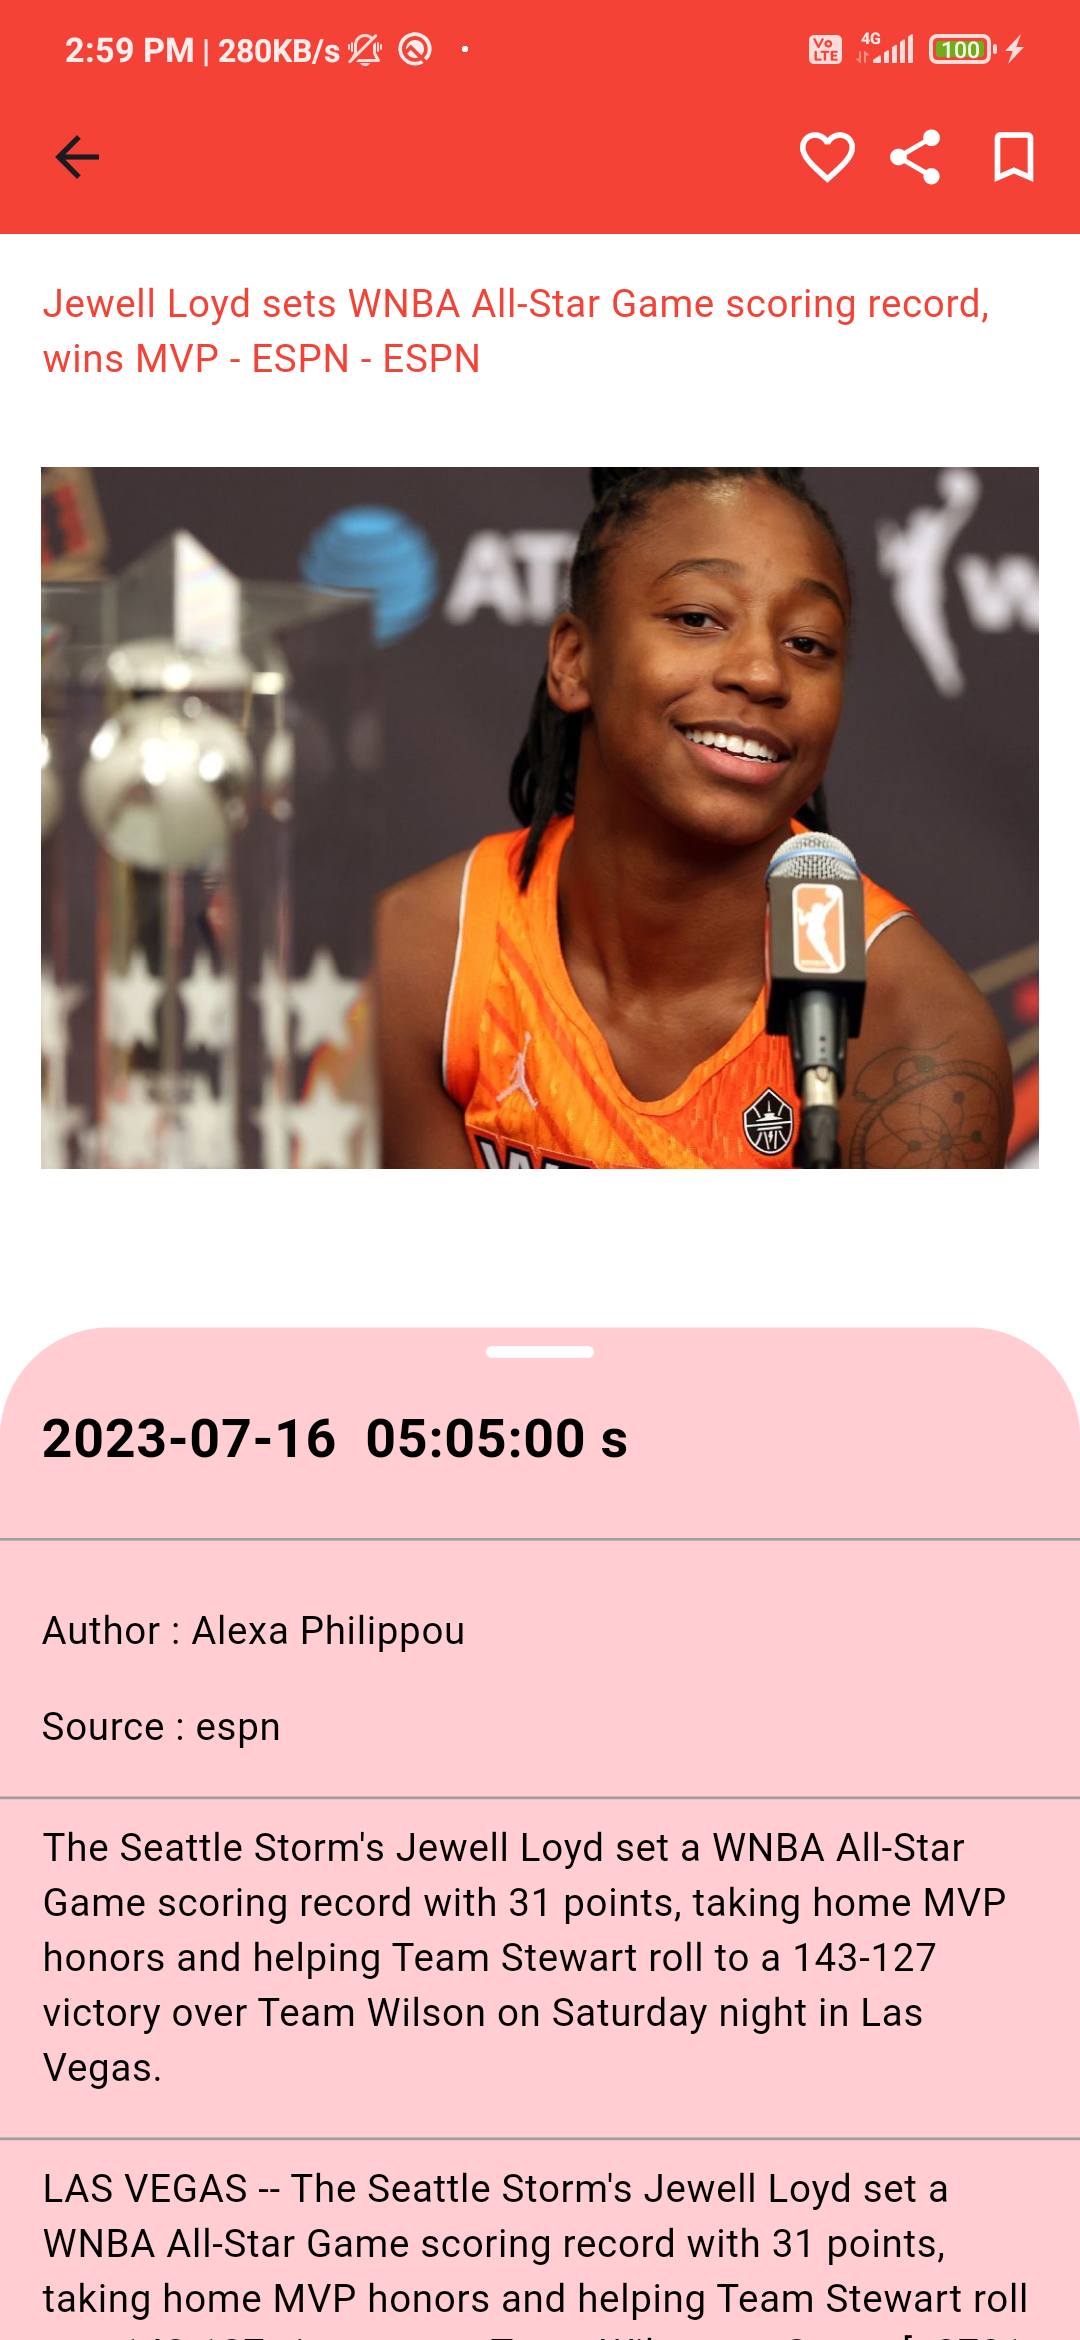 2:59 PM | 280KB/s
Vo
LTE
4G
100
Jewell Loyd sets WNBA All-Star Game scoring record,
wins MVP - ESPN - ESPN
AT
W
2023-07-16 05:05:00 s
Author : Alexa Philippou
Source : espn
The Seattle Storm's Jewell Loyd set a WNBA All-Star
Game scoring record with 31 points, taking home MVP
honors and helping Team Stewart roll to a 143-127
victory over Team Wilson on Saturday night in Las
Vegas.
LAS VEGAS -- The Seattle Storm's Jewell Loyd set a
WNBA All-Star Game scoring record with 31 points,
taking home MVP honors and helping Team Stewart roll